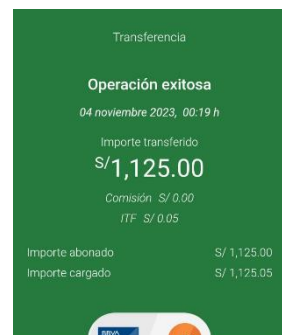 Transferencia
Operación exitosa
04 noviembre 2023, 00:19 h
Importe transferido
S/1,125.00
Comisión S/ 0.00
ITF S/ 0.05
Importe abonado S/ 1,125.00
Importe cargado S/ 1,125.05
BBVA